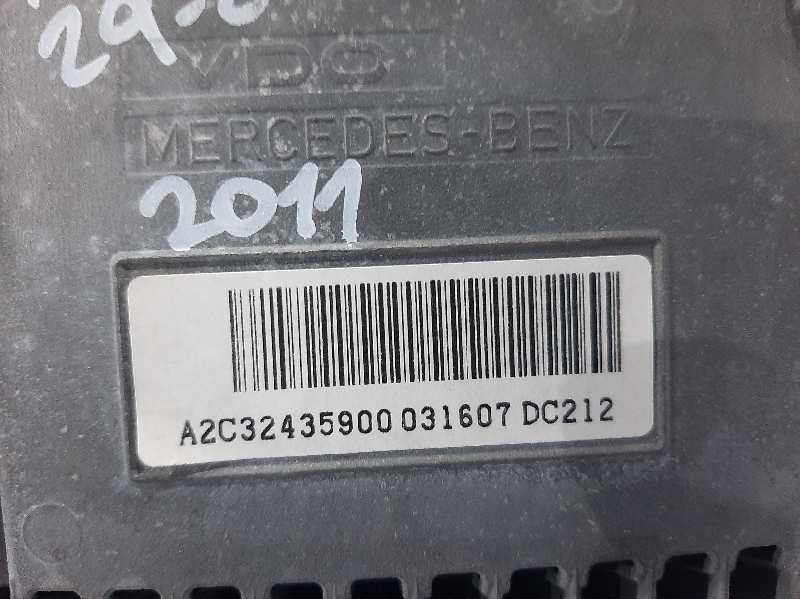 VDO
MERCEDES-BENZ
2011
A2C32435900 031607 DC212